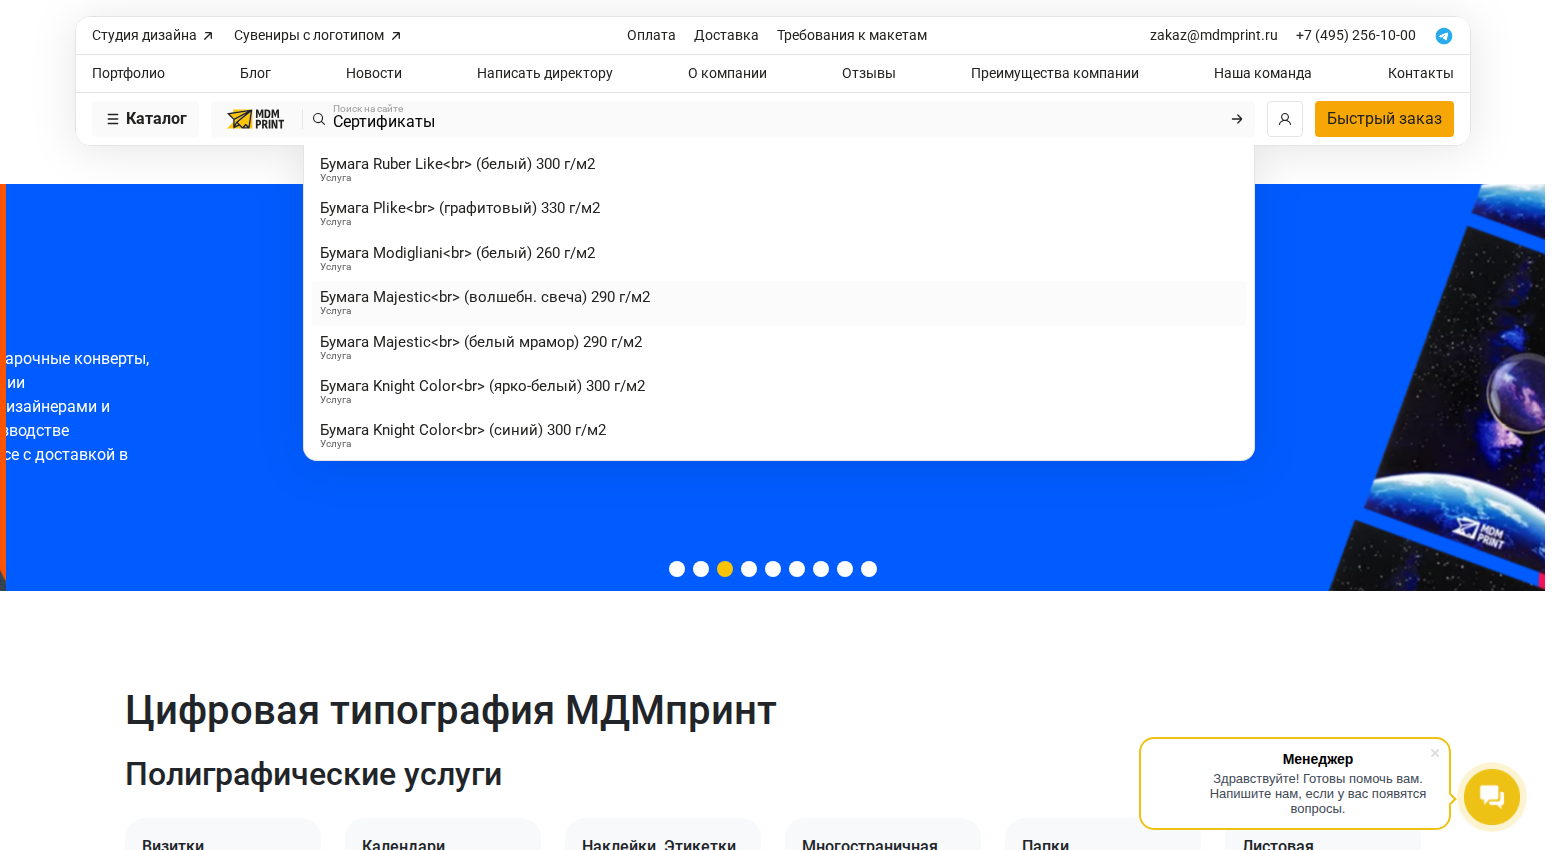 Студия дизайна
Сувениры с логотипом
Оплата
Доставка
Требования к макетам
zakaz@mdmprint.ru
+7 (495) 256-10-00
Портфолио
Блог
Новости
Написать директору
О компании
Отзывы
Преимущества компании
Наша команда
Контакты
Каталог
MDM
PRINT
Поиск на сайте
Сертификаты
Быстрый заказ
Бумага Ruber Like<br> (белый) 300 г/м2
Услуга
Бумага Plike<br> (графитовый) 330 г/м2
Услуга
Бумага Modigliani<br> (белый) 260 г/м2
Услуга
Бумага Majestic<br> (волшебн. свеча) 290 г/м2
Услуга
Бумага Majestic<br> (белый мрамор) 290 г/м2
Услуга
Бумага Knight Color<br> (ярко-белый) 300 г/м2
Услуга
Бумага Knight Color<br> (синий) 300 г/м2
Услуга
арочные конверты,
ии
изайнерами и
зводстве
се с доставкой в
MDM
PRINT
Цифровая типография МДМпринт
Полиграфические услуги
Менеджер
Здравствуйте! Готовы помочь вам.
Напишите нам, если у вас появятся
вопросы.
Визитки
Календари
Наклейки, Этикетки
Многостраничная
Папки
Листовая